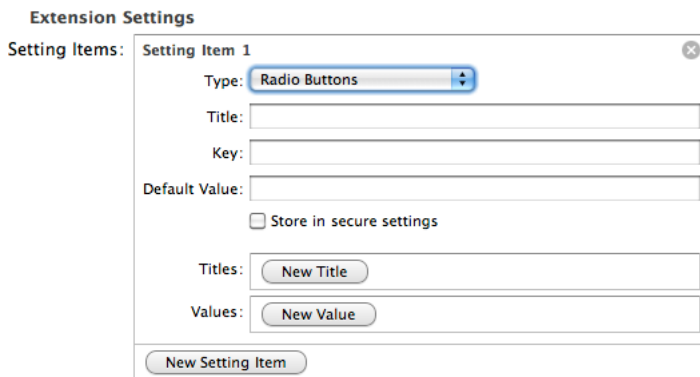 Extension Settings
Setting Items: Setting Item 1
Type: Radio Buttons
Title:
Key:
Default Value:
Store in secure settings
Titles: New Title
Values: New Value
New Setting Item